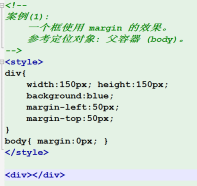 <!--
案例(1):
一个框使用 margin 的效果。
参考定位对象: 父容器 (body)。
-->
<style>
div{
width:150px; height:150px;
background:blue;
margin-left:50px;
margin-top:50px;
}
body{ margin:0px; }
</style>
<div></div>